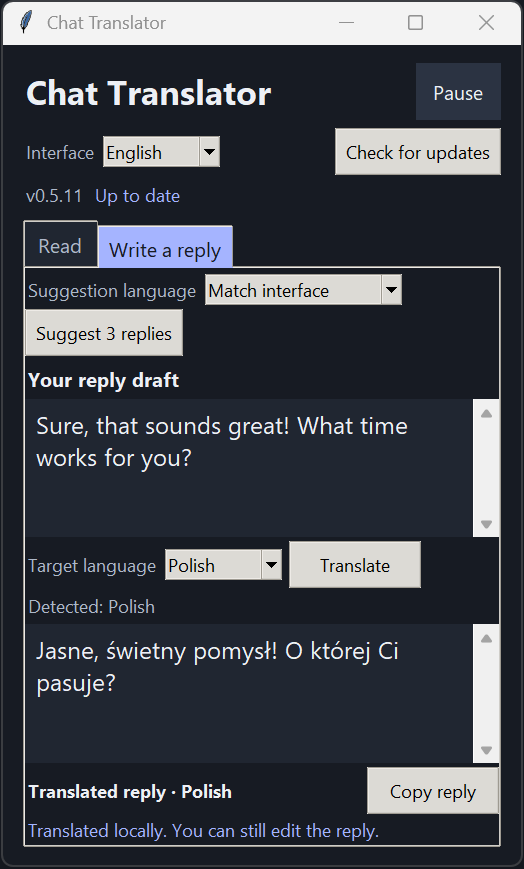 Chat Translator
Chat Translator
Pause
Interface English
Check for updates
v0.5.11 Up to date
Read
Write a reply
Suggestion language Match interface
Suggest 3 replies
Your reply draft
Sure, that sounds great! What time
works for you?
Target language Polish Translate
Detected: Polish
Jasne, świetny pomysł! O której Ci
pasuje?
Translated reply · Polish
Copy reply
Translated locally. You can still edit the reply.